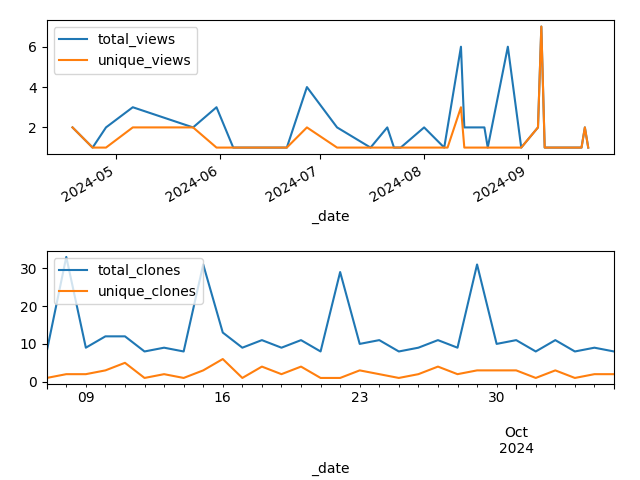 6
4
2
total_views
unique_views
2024-05
2024-06
2024-07
2024-08
2024-09
_date
30
20
10
0
total_clones
unique_clones
09
16
23
30
Oct
2024
_date